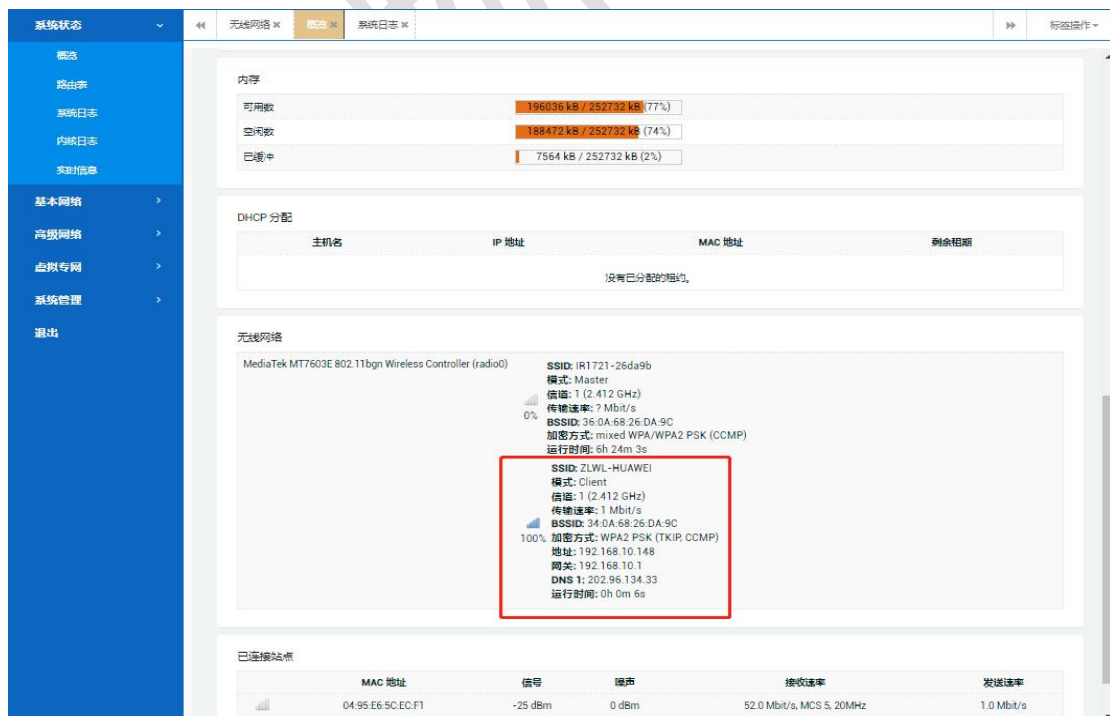 系统状态
无线网络 ×
概览 ×
系统日志 ×
标签操作
概览
路由表
系统日志
内核日志
实时信息
基本网络
高级网络
虚拟专网
系统管理
退出
内存
可用数 196036 kB / 252732 kB (77%)
空闲数 188472 kB / 252732 kB (74%)
已缓冲 7564 kB / 252732 kB (2%)
DHCP 分配
主机名 IP 地址 MAC 地址 剩余租期
没有已分配的租约。
无线网络
MediaTek MT7603E 802.11bgn Wireless Controller (radio0)
0%
SSID: IR1721-26da9b
模式: Master
信道: 1 (2.412 GHz)
传输速率: ? Mbit/s
BSSID: 36:0A:68:26:DA:9C
加密方式: mixed WPA/WPA2 PSK (CCMP)
运行时间: 6h 24m 3s
100%
SSID: ZLWL-HUAWEI
模式: Client
信道: 1 (2.412 GHz)
传输速率: 1 Mbit/s
BSSID: 34:0A:68:26:DA:9C
加密方式: WPA2 PSK (TKIP, CCMP)
地址: 192.168.10.148
网关: 192.168.10.1
DNS 1: 202.96.134.33
运行时间: 0h 0m 6s
已连接站点
MAC 地址 信号 噪声 接收速率 发送速率
04:95:E6:5C:EC:F1 -25 dBm 0 dBm 52.0 Mbit/s, MCS 5, 20MHz 1.0 Mbit/s